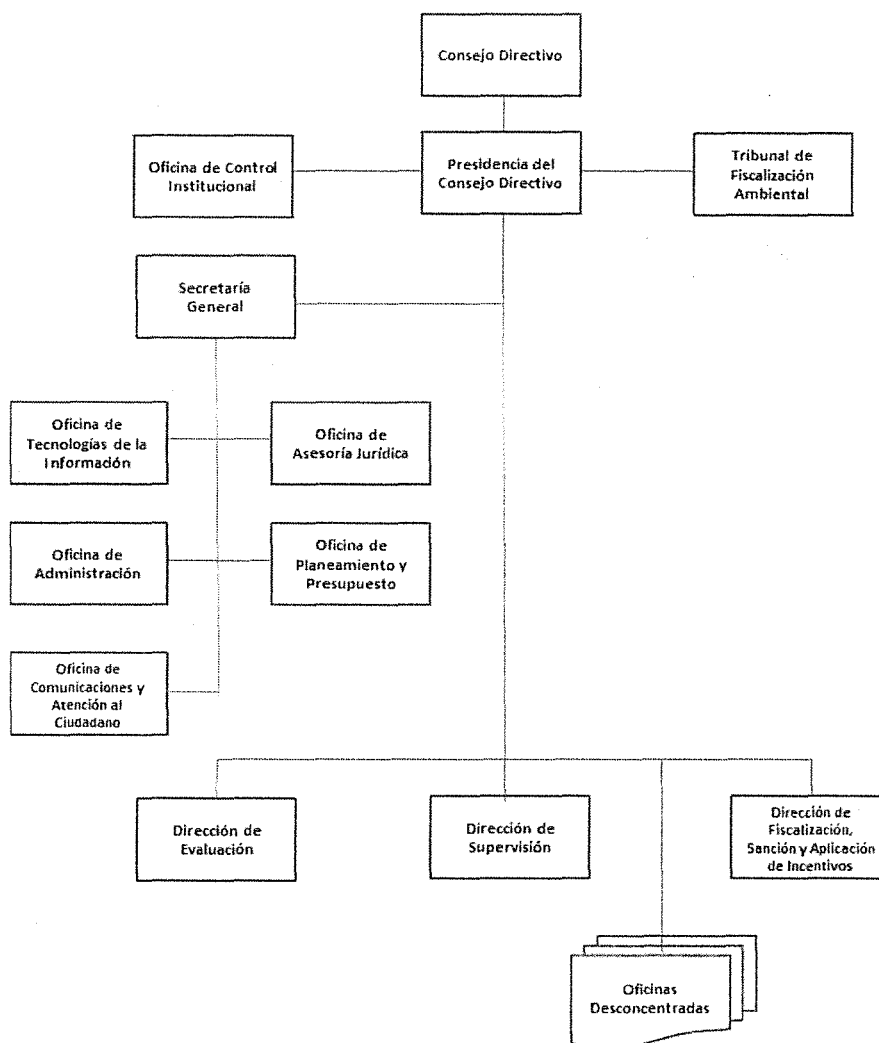 Consejo Directivo
Oficina de Control
Institucional
Presidencia del
Consejo Directivo
Tribunal de
Fiscalización
Ambiental
Secretaría
General
Oficina de
Tecnologías de la
Información
Oficina de
Asesoría Jurídica
Oficina de
Administración
Oficina de
Planeamiento y
Presupuesto
Oficina de
Comunicaciones y
Atención al
Ciudadano
Dirección de
Evaluación
Dirección de
Supervisión
Dirección de
Fiscalización,
Sanción y Aplicación
de Incentivos
Oficinas
Desconcentradas